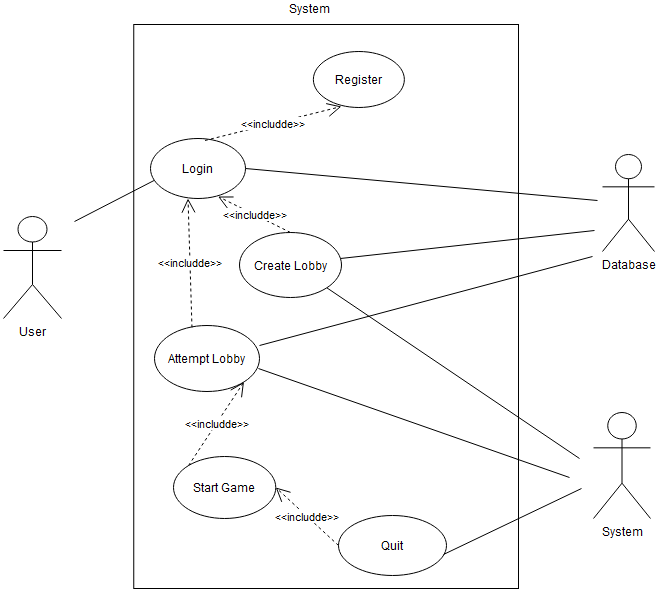 System
Register
<<includde>>
Login
<<includde>>
User
Create Lobby
Database
<<includde>>
Attempt Lobby
<<includde>>
Start Game
<<includde>>
System
Quit